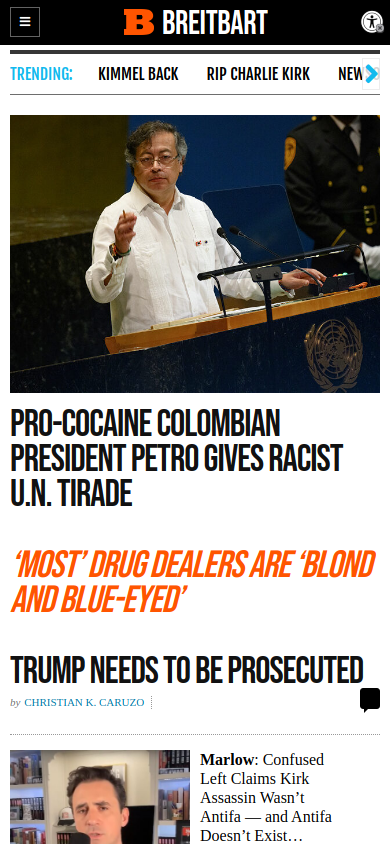 BREITBART
TRENDING: KIMMEL BACK RIP CHARLIE KIRK NEW
PRO-COCAINE COLOMBIAN
PRESIDENT PETRO GIVES RACIST
U.N. TIRADE
‘MOST’ DRUG DEALERS ARE ‘BLOND
AND BLUE-EYED’
TRUMP NEEDS TO BE PROSECUTED
by CHRISTIAN K. CARUZO
Marlow: Confused
Left Claims Kirk
Assassin Wasn’t
Antifa — and Antifa
Doesn’t Exist…